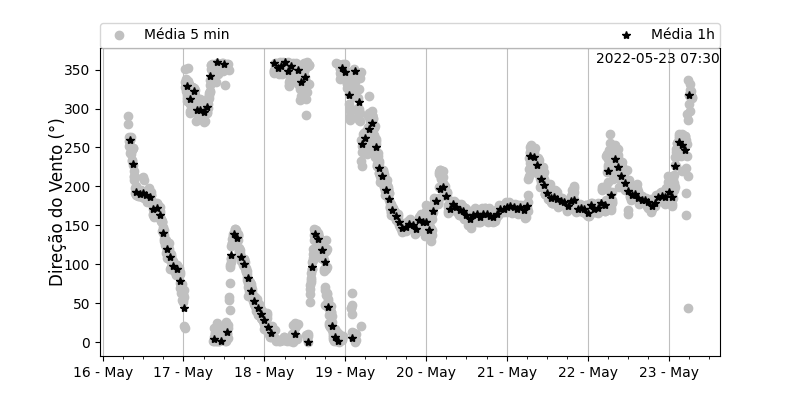 Média 5 min
Média 1h
2022-05-23 07:30
Direção do Vento (°)
350
300
250
200
150
100
50
0
16 - May
17 - May
18 - May
19 - May
20 - May
21 - May
22 - May
23 - May